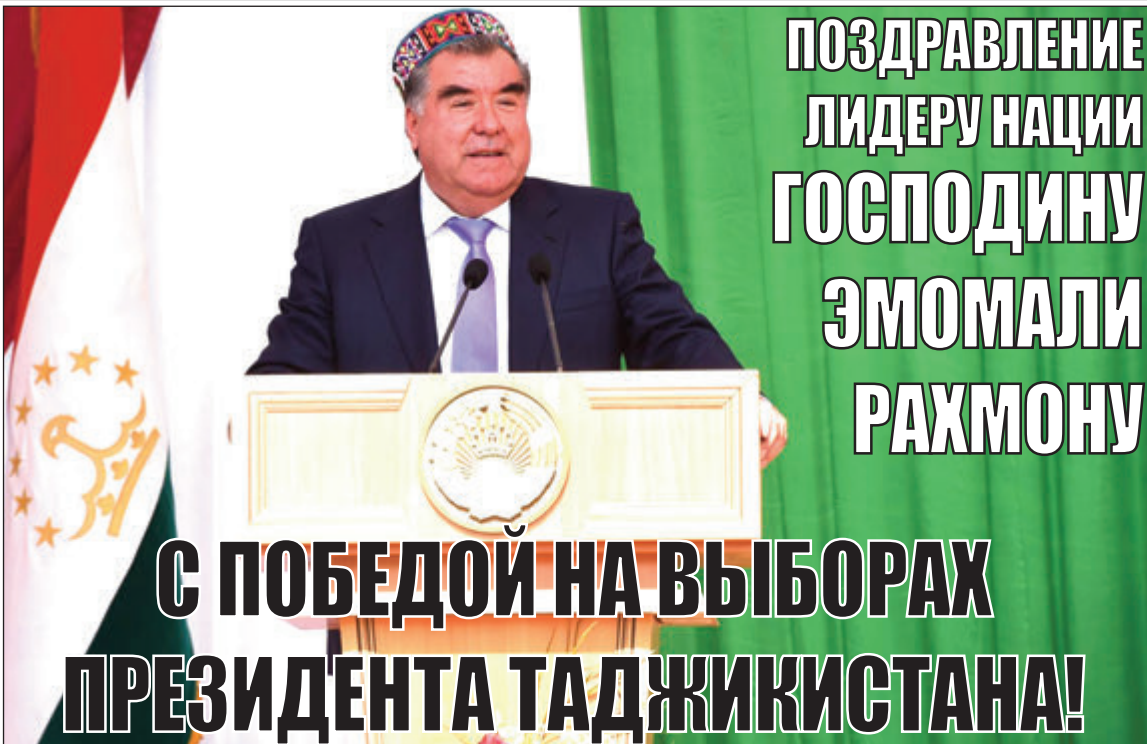 ПОЗДРАВЛЕНИЕ
ЛИДЕРУ НАЦИИ
ГОСПОДИНУ
ЭМОМАЛИ
РАХМОНУ
С ПОБЕДОЙ НА ВЫБОРАХ
ПРЕЗИДЕНТА ТАДЖИКИСТАНА!